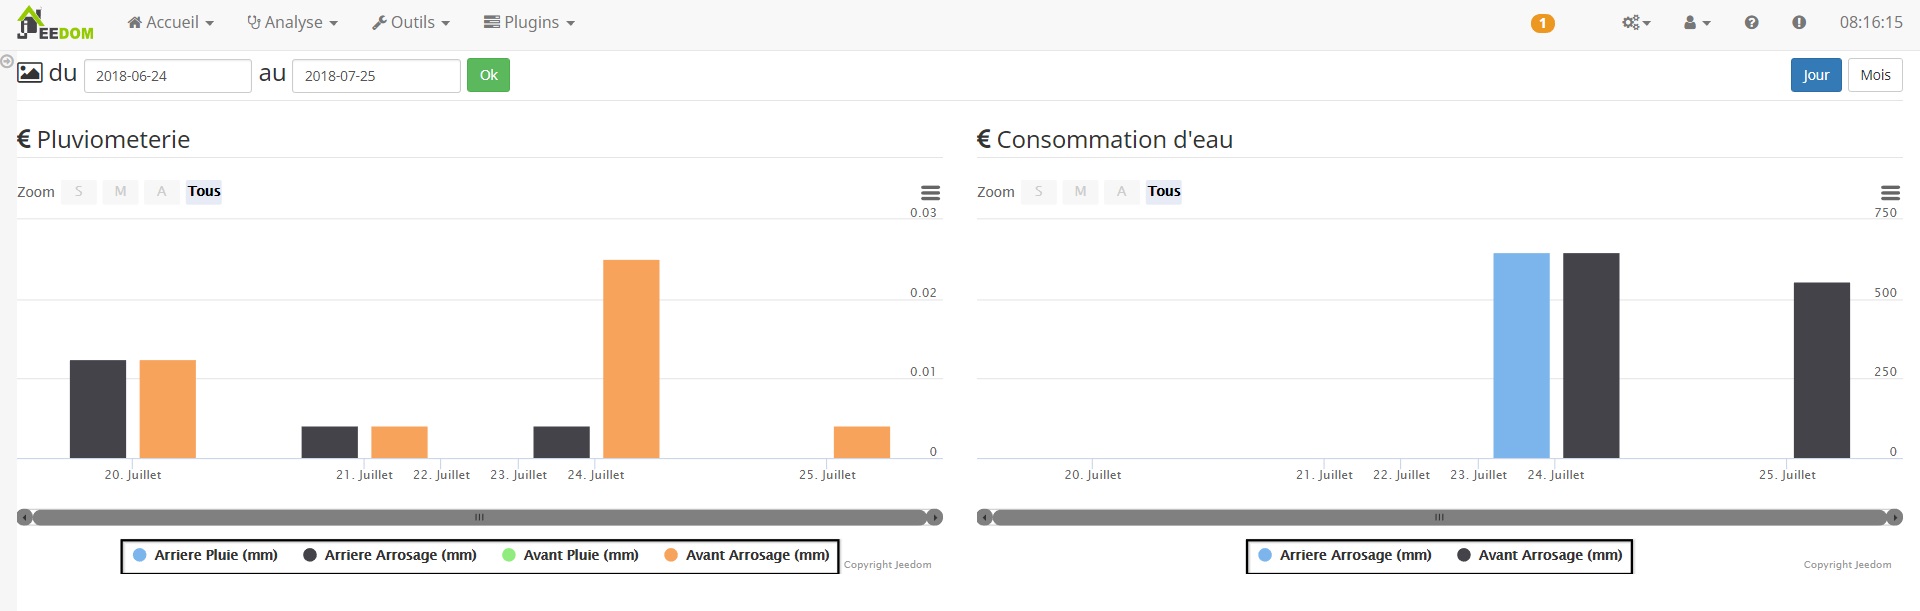 JEEDOM Accueil Analyse Outils Plugins 1 08:16:15
du 2018-06-24 au 2018-07-25 Ok Jour Mois
€ Pluviometerie
Zoom S M A Tous
0.03
0.02
0.01
0
20. Juillet 21. Juillet 22. Juillet 23. Juillet 24. Juillet 25. Juillet
Arriere Pluie (mm) Arriere Arrosage (mm) Avant Pluie (mm) Avant Arrosage (mm)
Copyright Jeedom
€ Consommation d'eau
Zoom S M A Tous
750
500
250
0
20. Juillet 21. Juillet 22. Juillet 23. Juillet 24. Juillet 25. Juillet
Arriere Arrosage (mm) Avant Arrosage (mm)
Copyright Jeedom